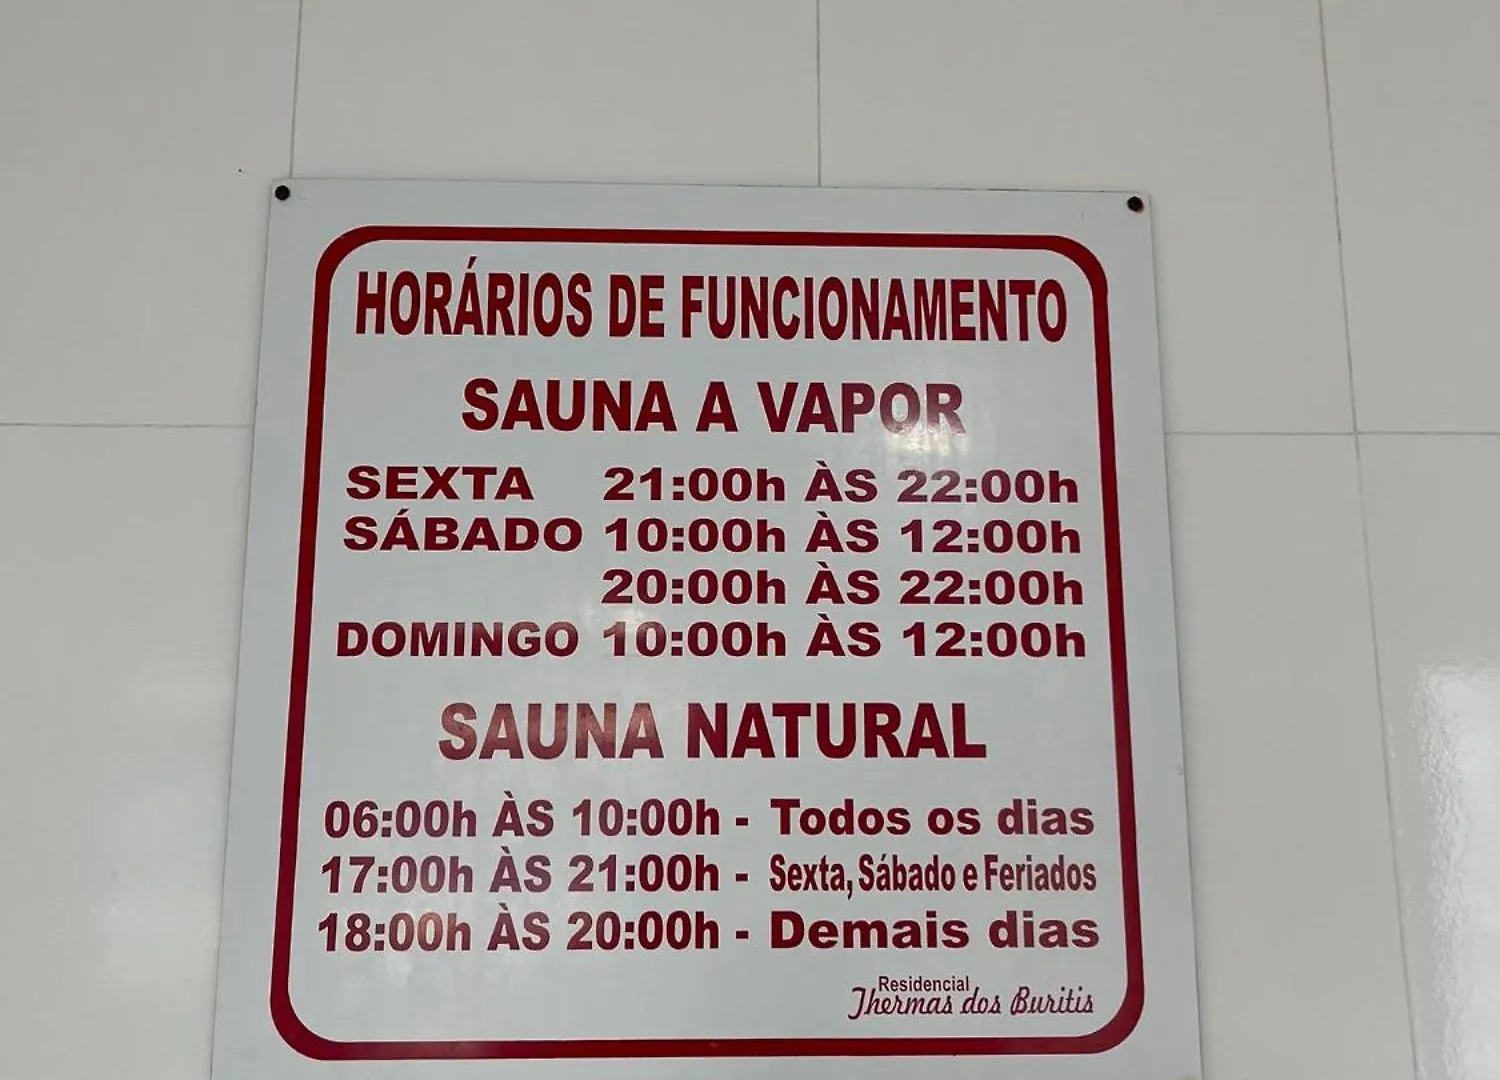 HORÁRIOS DE FUNCIONAMENTO
SAUNA A VAPOR
SEXTA 21:00h ÀS 22:00h
SÁBADO 10:00h ÀS 12:00h
20:00h ÀS 22:00h
DOMINGO 10:00h ÀS 12:00h
SAUNA NATURAL
06:00h ÀS 10:00h - Todos os dias
17:00h ÀS 21:00h - Sexta, Sábado e Feriados
18:00h ÀS 20:00h - Demais dias
Residencial
Thermas dos Buritis